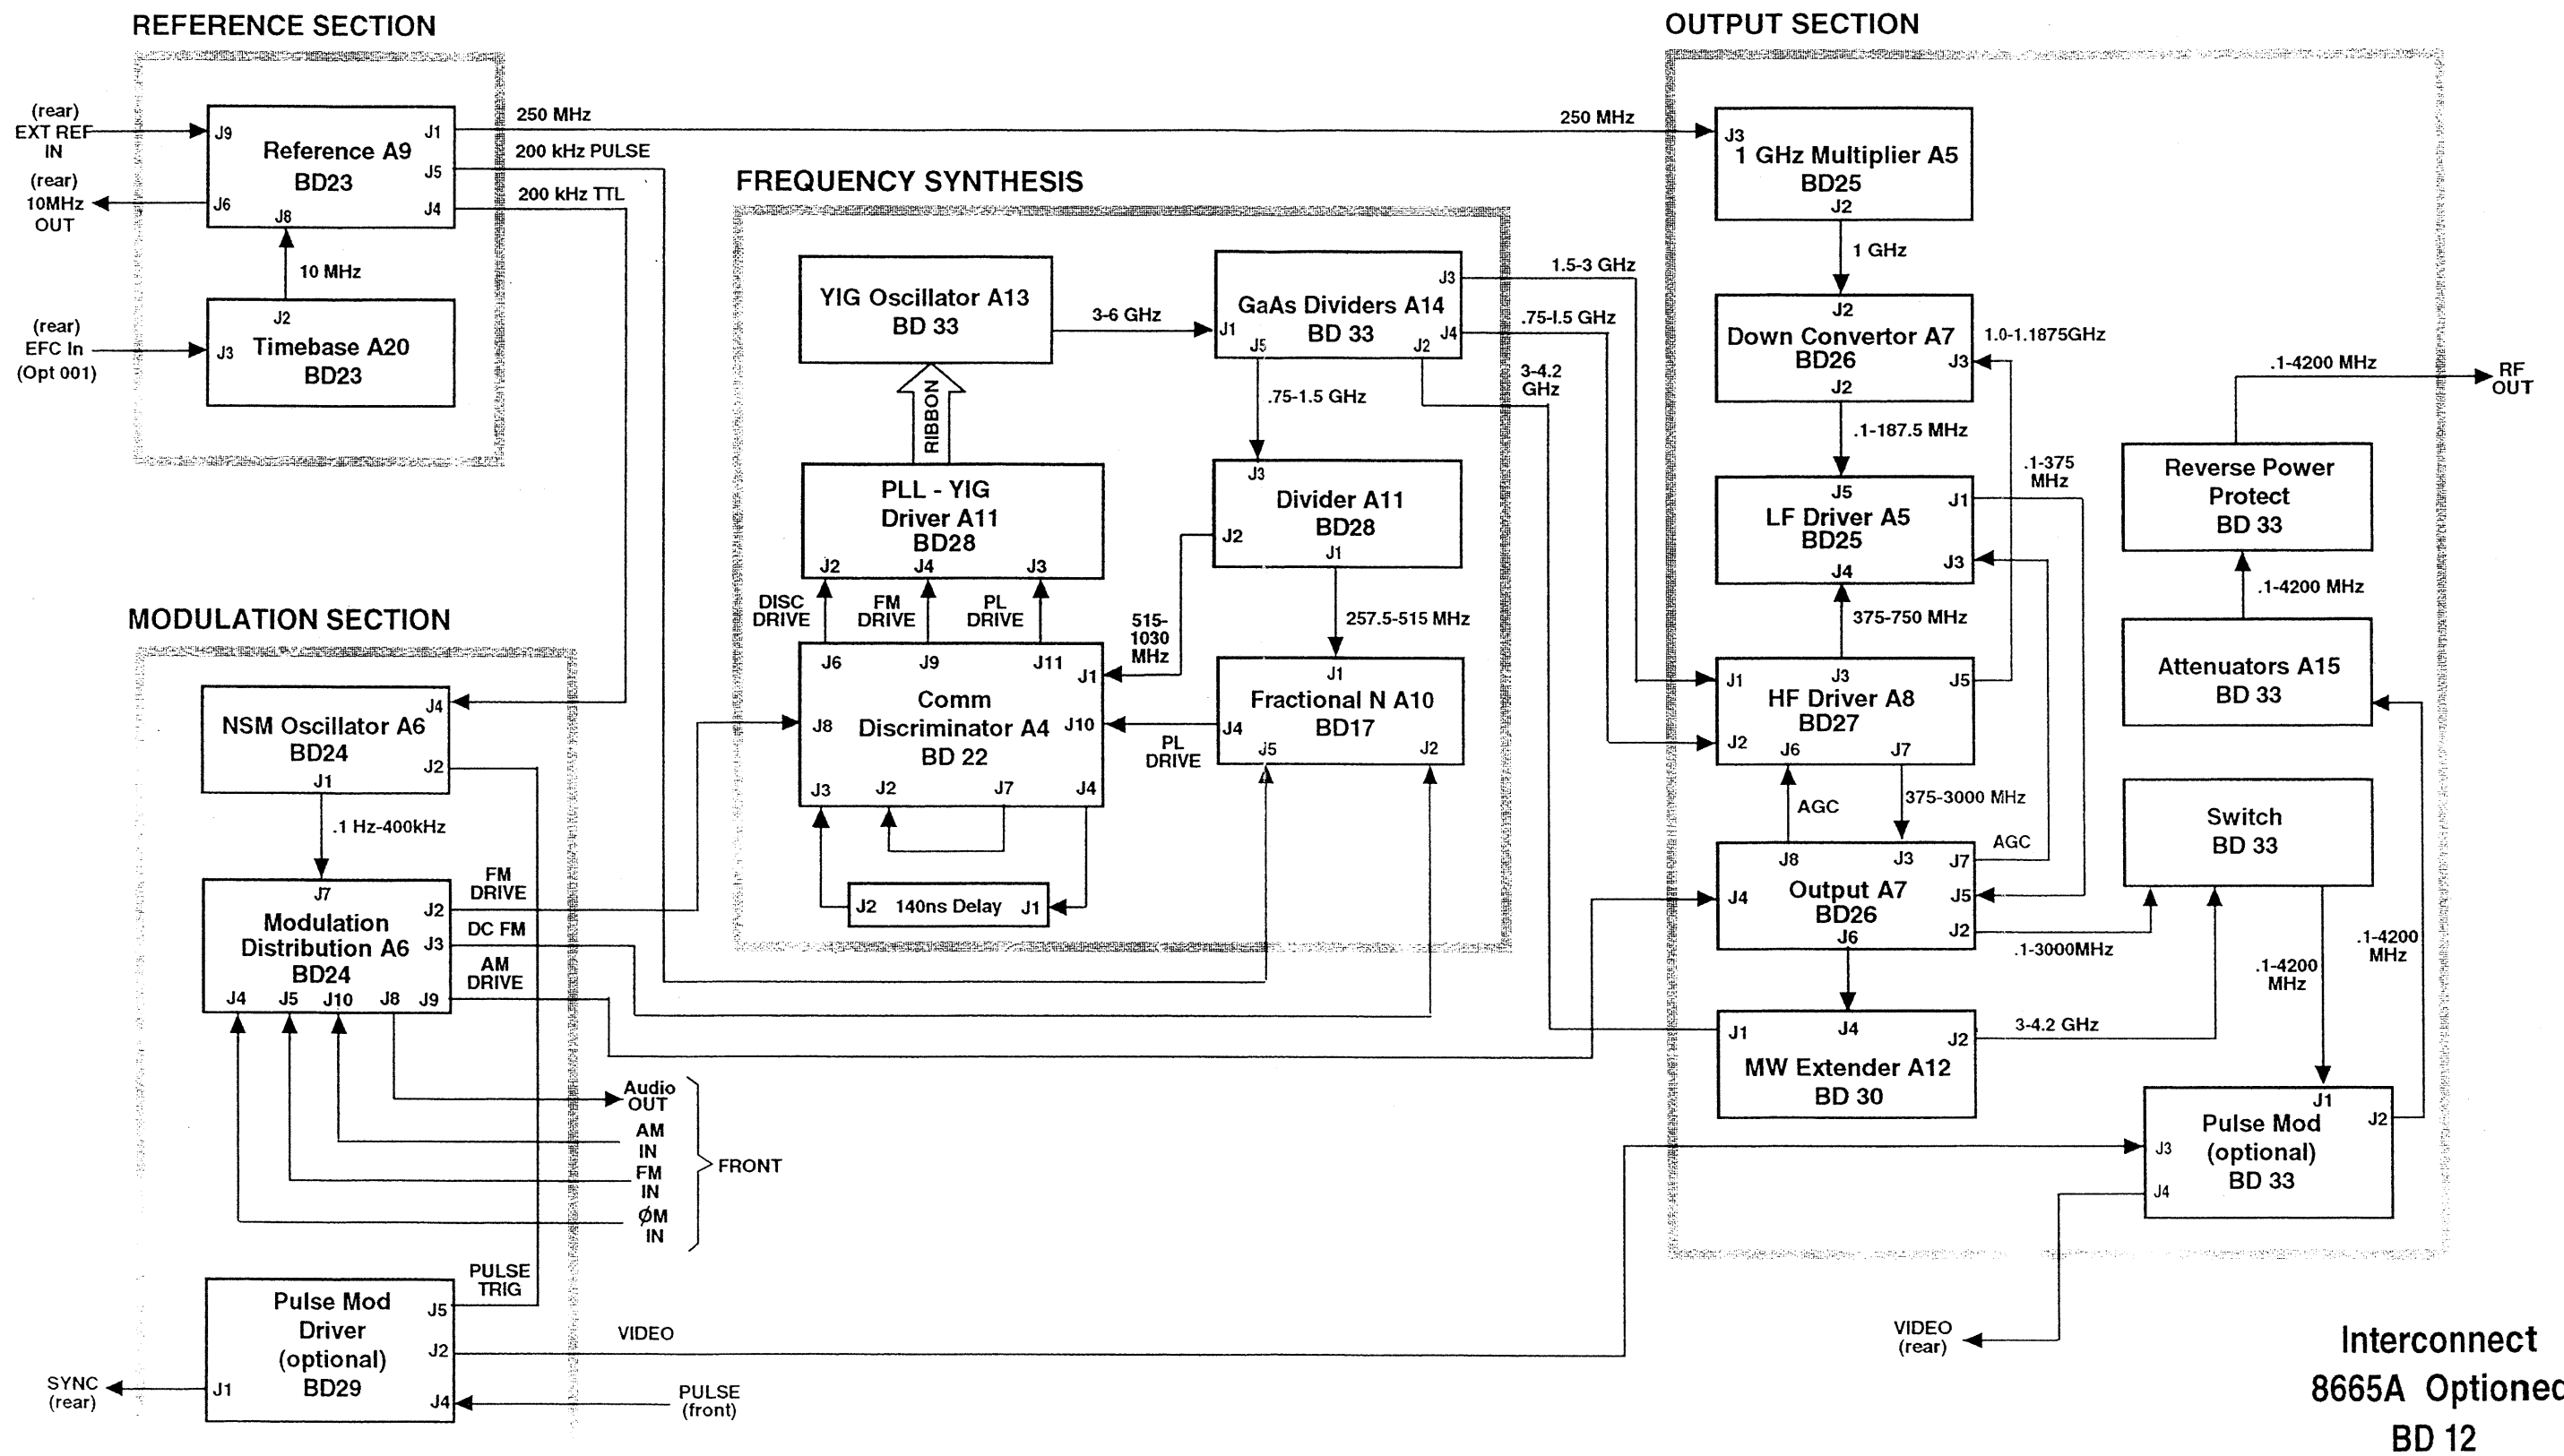 REFERENCE SECTION
(rear)
EXT REF
IN
J9
Reference A9
BD23
J1
J5
J4
J6
J8
(rear)
10MHz
OUT
10 MHz
J2
J3
Timebase A20
BD23
(rear)
EFC In
(Opt 001)
250 MHz
200 kHz PULSE
200 kHz TTL
250 MHz
MODULATION SECTION
J4
NSM Oscillator A6
BD24
J2
J1
.1 Hz-400kHz
J7
Modulation
Distribution A6
BD24
J2
J3
J4
J5
J10
J8
J9
FM
DRIVE
DC FM
AM
DRIVE
Audio
OUT
AM
IN
FM
IN
ØM
IN
FRONT
PULSE
TRIG
Pulse Mod
Driver
(optional)
BD29
J5
J2
J4
J1
SYNC
(rear)
VIDEO
PULSE
(front)
FREQUENCY SYNTHESIS
YIG Oscillator A13
BD 33
3-6 GHz
J3
GaAs Dividers A14
BD 33
J1
J4
J5
J2
RIBBON
.75-1.5 GHz
PLL - YIG
Driver A11
BD28
J2
J4
J3
J3
Divider A11
BD28
J2
J1
DISC
DRIVE
FM
DRIVE
PL
DRIVE
515-
1030
MHz
257.5-515 MHz
J6
J9
J11
J1
Comm
Discriminator A4
BD 22
J8
J10
J3
J2
J7
J4
J1
Fractional N A10
BD17
J4
J5
J2
PL
DRIVE
J2
140ns Delay
J1
1.5-3 GHz
.75-I.5 GHz
3-4.2
GHz
OUTPUT SECTION
J3
1 GHz Multiplier A5
BD25
J2
1 GHz
J2
Down Convertor A7
BD26
J3
J2
1.0-1.1875GHz
.1-187.5 MHz
.1-375
MHz
J5
J1
LF Driver A5
BD25
J3
J4
375-750 MHz
J1
J3
J5
HF Driver A8
BD27
J2
J6
J7
AGC
375-3000 MHz
AGC
J8
J3
J7
J4
Output A7
BD26
J5
J2
J6
.1-3000MHz
J1
J4
J2
MW Extender A12
BD 30
3-4.2 GHz
.1-4200 MHz
RF
OUT
Reverse Power
Protect
BD 33
.1-4200 MHz
Attenuators A15
BD 33
Switch
BD 33
.1-4200
MHz
.1-4200
MHz
J1
J2
Pulse Mod
(optional)
BD 33
J3
J4
VIDEO
(rear)
Interconnect
8665A Optioned
BD 12